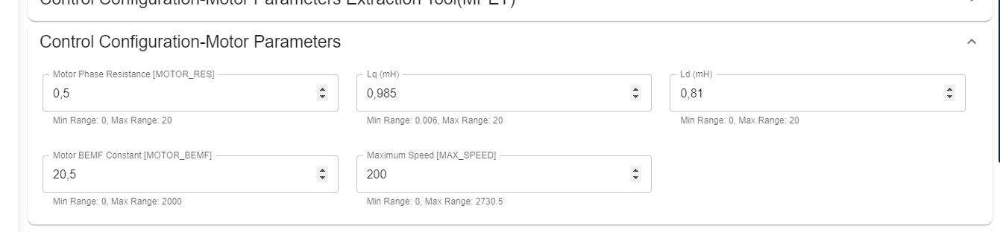 Control Configuration-Motor Parameters Extraction Tool(MPET)
Control Configuration-Motor Parameters
Motor Phase Resistance [MOTOR_RES]
0,5
Min Range: 0, Max Range: 20
Lq (mH)
0,985
Min Range: 0.006, Max Range: 20
Ld (mH)
0,81
Min Range: 0, Max Range: 20
Motor BEMF Constant [MOTOR_BEMF]
20,5
Min Range: 0, Max Range: 2000
Maximum Speed [MAX_SPEED]
200
Min Range: 0, Max Range: 2730.5